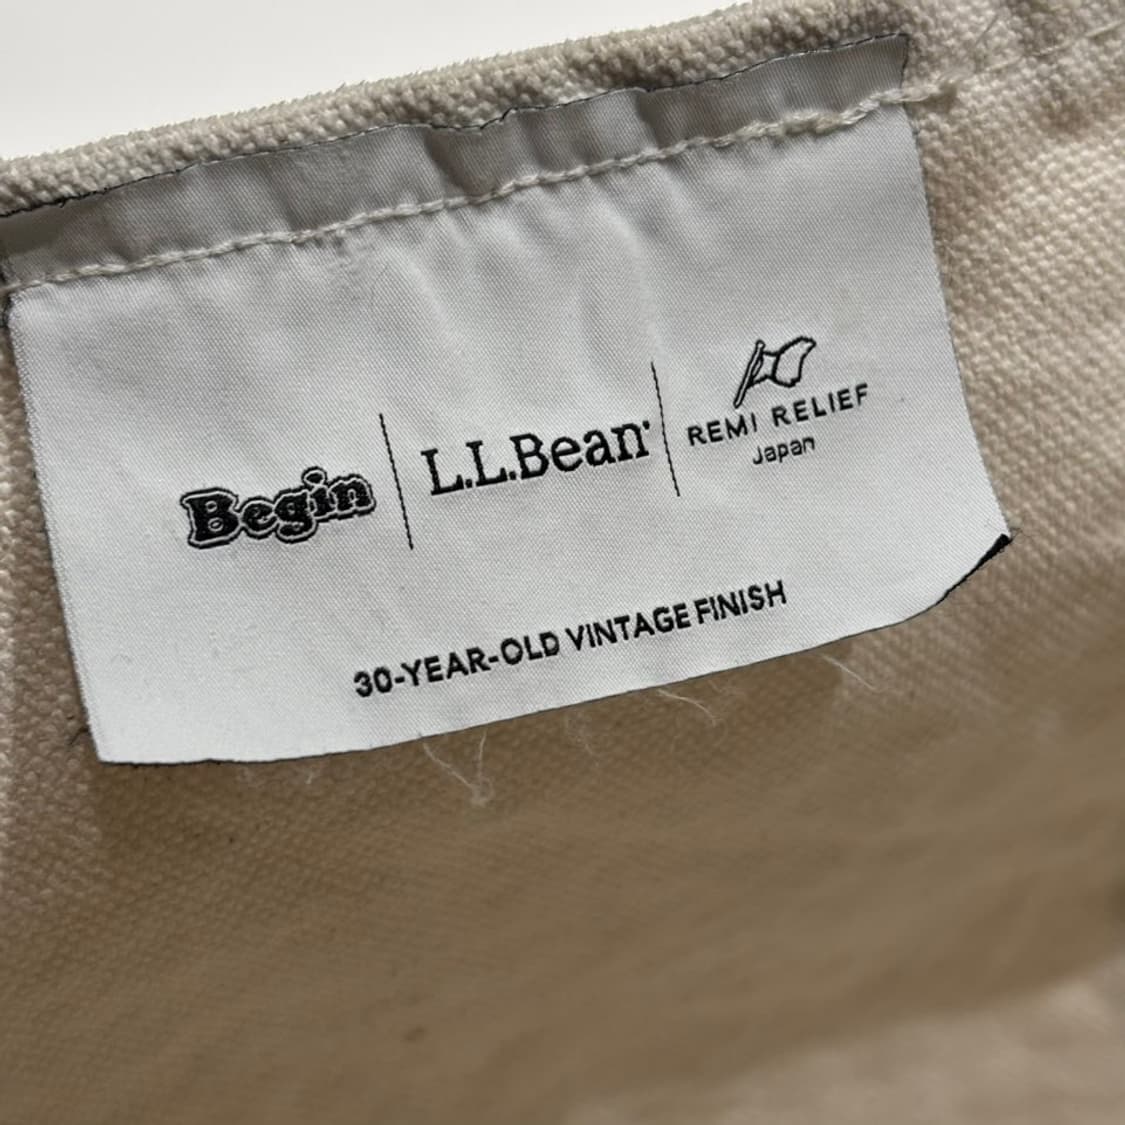 Begin
L.L.Bean
REMI RELIEF
Japan
30-YEAR-OLD VINTAGE FINISH